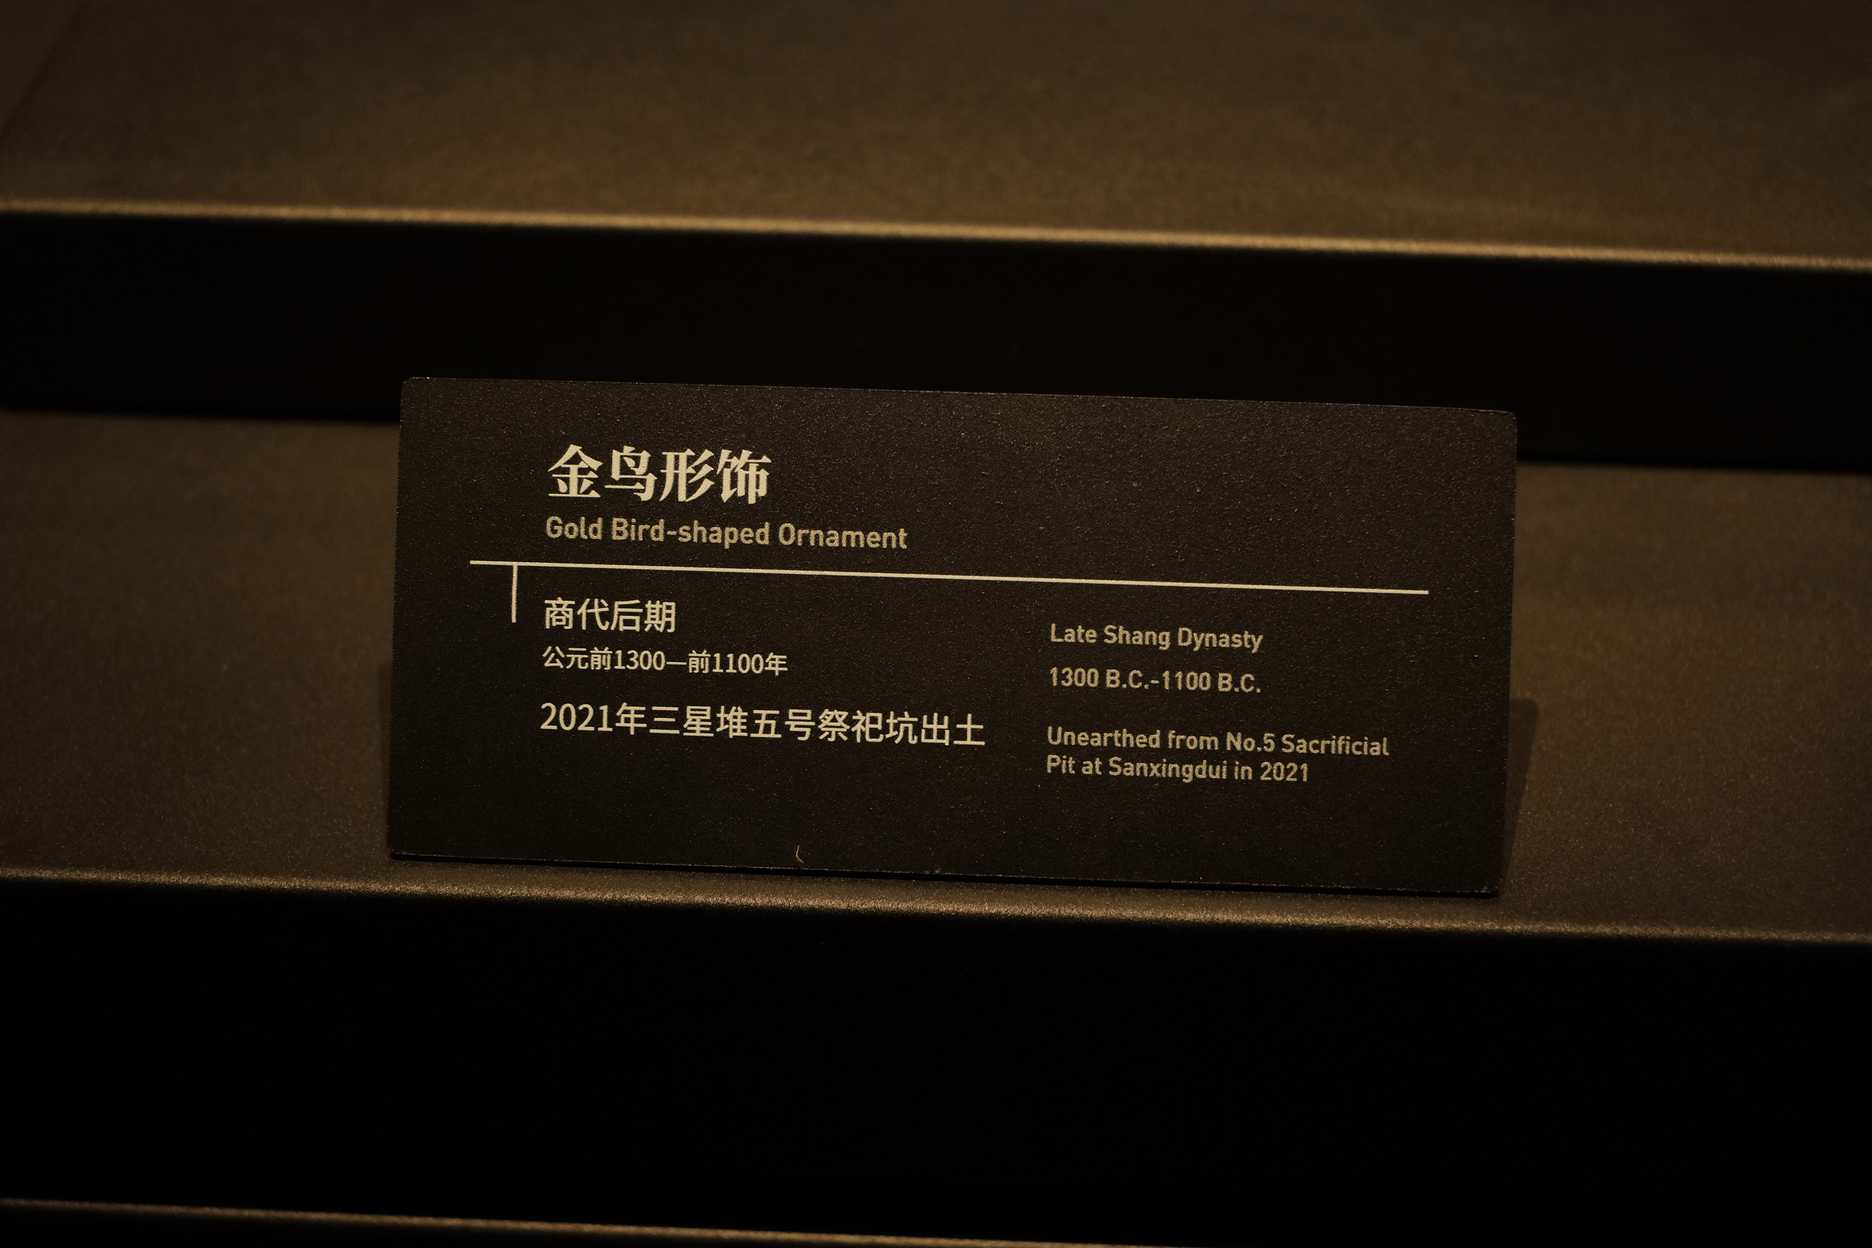 金鸟形饰
Gold Bird-shaped Ornament
商代后期
公元前1300—前1100年
2021年三星堆五号祭祀坑出土
Late Shang Dynasty
1300 B.C.-1100 B.C.
Unearthed from No.5 Sacrificial
Pit at Sanxingdui in 2021